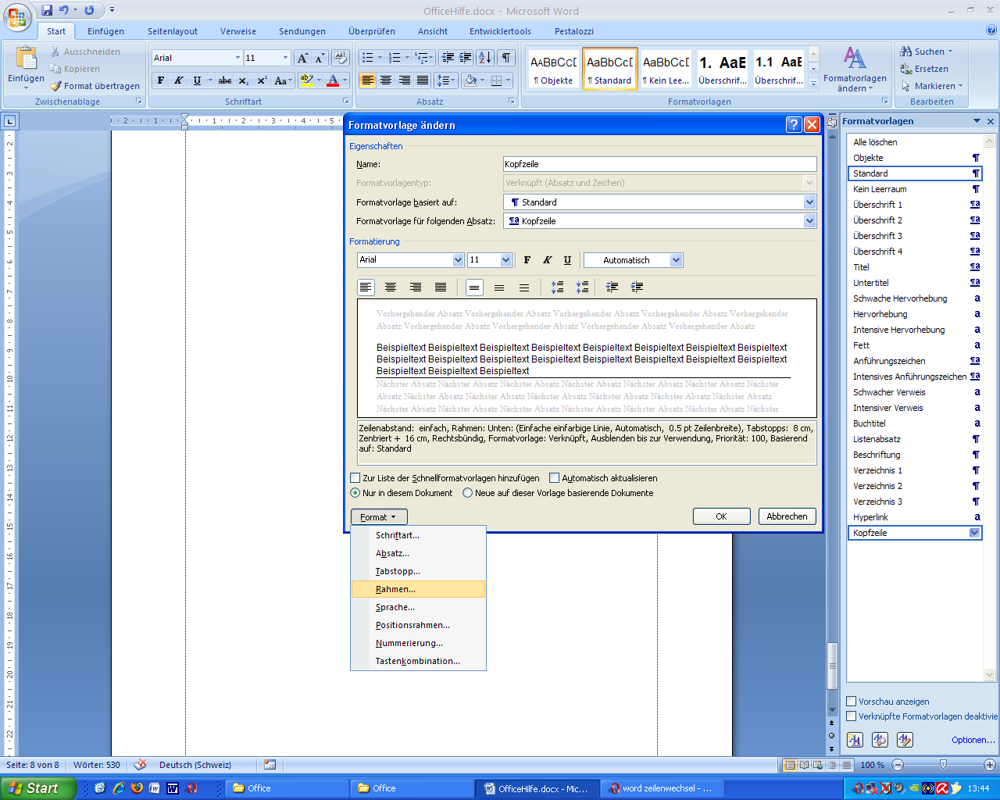 OfficeHilfe.docx - Microsoft Word
Start Einfügen Seitenlayout Verweise Sendungen Überprüfen Ansicht Entwicklertools Pestalozzi
Einfügen
Ausschneiden
Kopieren
Format übertragen
Zwischenablage
Arial 11
F K U abc x₂ x² Aa
Schriftart
Absatz
AaBbCcD AaBbCcD AaBbCcD 1. AaB 1.1 AaB
¶ Objekte ¶ Standard ¶ Kein Lee... Überschrif... Überschrif...
Formatvorlagen ändern
Formatvorlagen
Suchen
Ersetzen
Markieren
Bearbeiten
Formatvorlage ändern
Eigenschaften
Name: Kopfzeile
Formatvorlagentyp: Verknüpft (Absatz und Zeichen)
Formatvorlage basiert auf: ¶ Standard
Formatvorlage für folgenden Absatz: ¶a Kopfzeile
Formatierung
Arial 11 F K U Automatisch
Vorhergehender Absatz Vorhergehender Absatz Vorhergehender Absatz Vorhergehender Absatz Vorhergehender
Absatz Vorhergehender Absatz Vorhergehender Absatz Vorhergehender Absatz Vorhergehender Absatz
Beispieltext Beispieltext Beispieltext Beispieltext Beispieltext Beispieltext Beispieltext Beispieltext
Beispieltext Beispieltext Beispieltext Beispieltext Beispieltext Beispieltext Beispieltext Beispieltext
Beispieltext Beispieltext Beispieltext
Nächster Absatz Nächster Absatz Nächster Absatz Nächster Absatz Nächster Absatz Nächster Absatz Nächster
Absatz Nächster Absatz Nächster Absatz Nächster Absatz Nächster Absatz Nächster Absatz Nächster Absatz
Nächster Absatz Nächster Absatz Nächster Absatz Nächster Absatz Nächster Absatz Nächster Absatz Nächster
Zeilenabstand: einfach, Rahmen: Unten: (Einfache einfarbige Linie, Automatisch, 0.5 pt Zeilenbreite), Tabstopps: 8 cm,
Zentriert + 16 cm, Rechtsbündig, Formatvorlage: Verknüpft, Ausblenden bis zur Verwendung, Priorität: 100, Basierend
auf: Standard
Zur Liste der Schnellformatvorlagen hinzufügen Automatisch aktualisieren
Nur in diesem Dokument Neue auf dieser Vorlage basierende Dokumente
Format OK Abbrechen
Schriftart...
Absatz...
Tabstopp...
Rahmen...
Sprache...
Positionsrahmen...
Nummerierung...
Tastenkombination...
Formatvorlagen
Alle löschen
Objekte ¶
Standard ¶
Kein Leerraum ¶
Überschrift 1 ¶a
Überschrift 2 ¶a
Überschrift 3 ¶a
Überschrift 4 ¶a
Titel ¶a
Untertitel ¶a
Schwache Hervorhebung a
Hervorhebung a
Intensive Hervorhebung a
Fett a
Anführungszeichen ¶a
Intensives Anführungszeichen ¶a
Schwacher Verweis a
Intensiver Verweis a
Buchtitel a
Listenabsatz ¶
Beschriftung ¶
Verzeichnis 1 ¶
Verzeichnis 2 ¶
Verzeichnis 3 ¶
Hyperlink a
Kopfzeile
Vorschau anzeigen
Verknüpfte Formatvorlagen deaktivie
Optionen...
Seite: 8 von 8 Wörter: 530 Deutsch (Schweiz) 100 %
Start Office Office OfficeHilfe.docx - Mic... word zeilenwechsel - ... 13:44